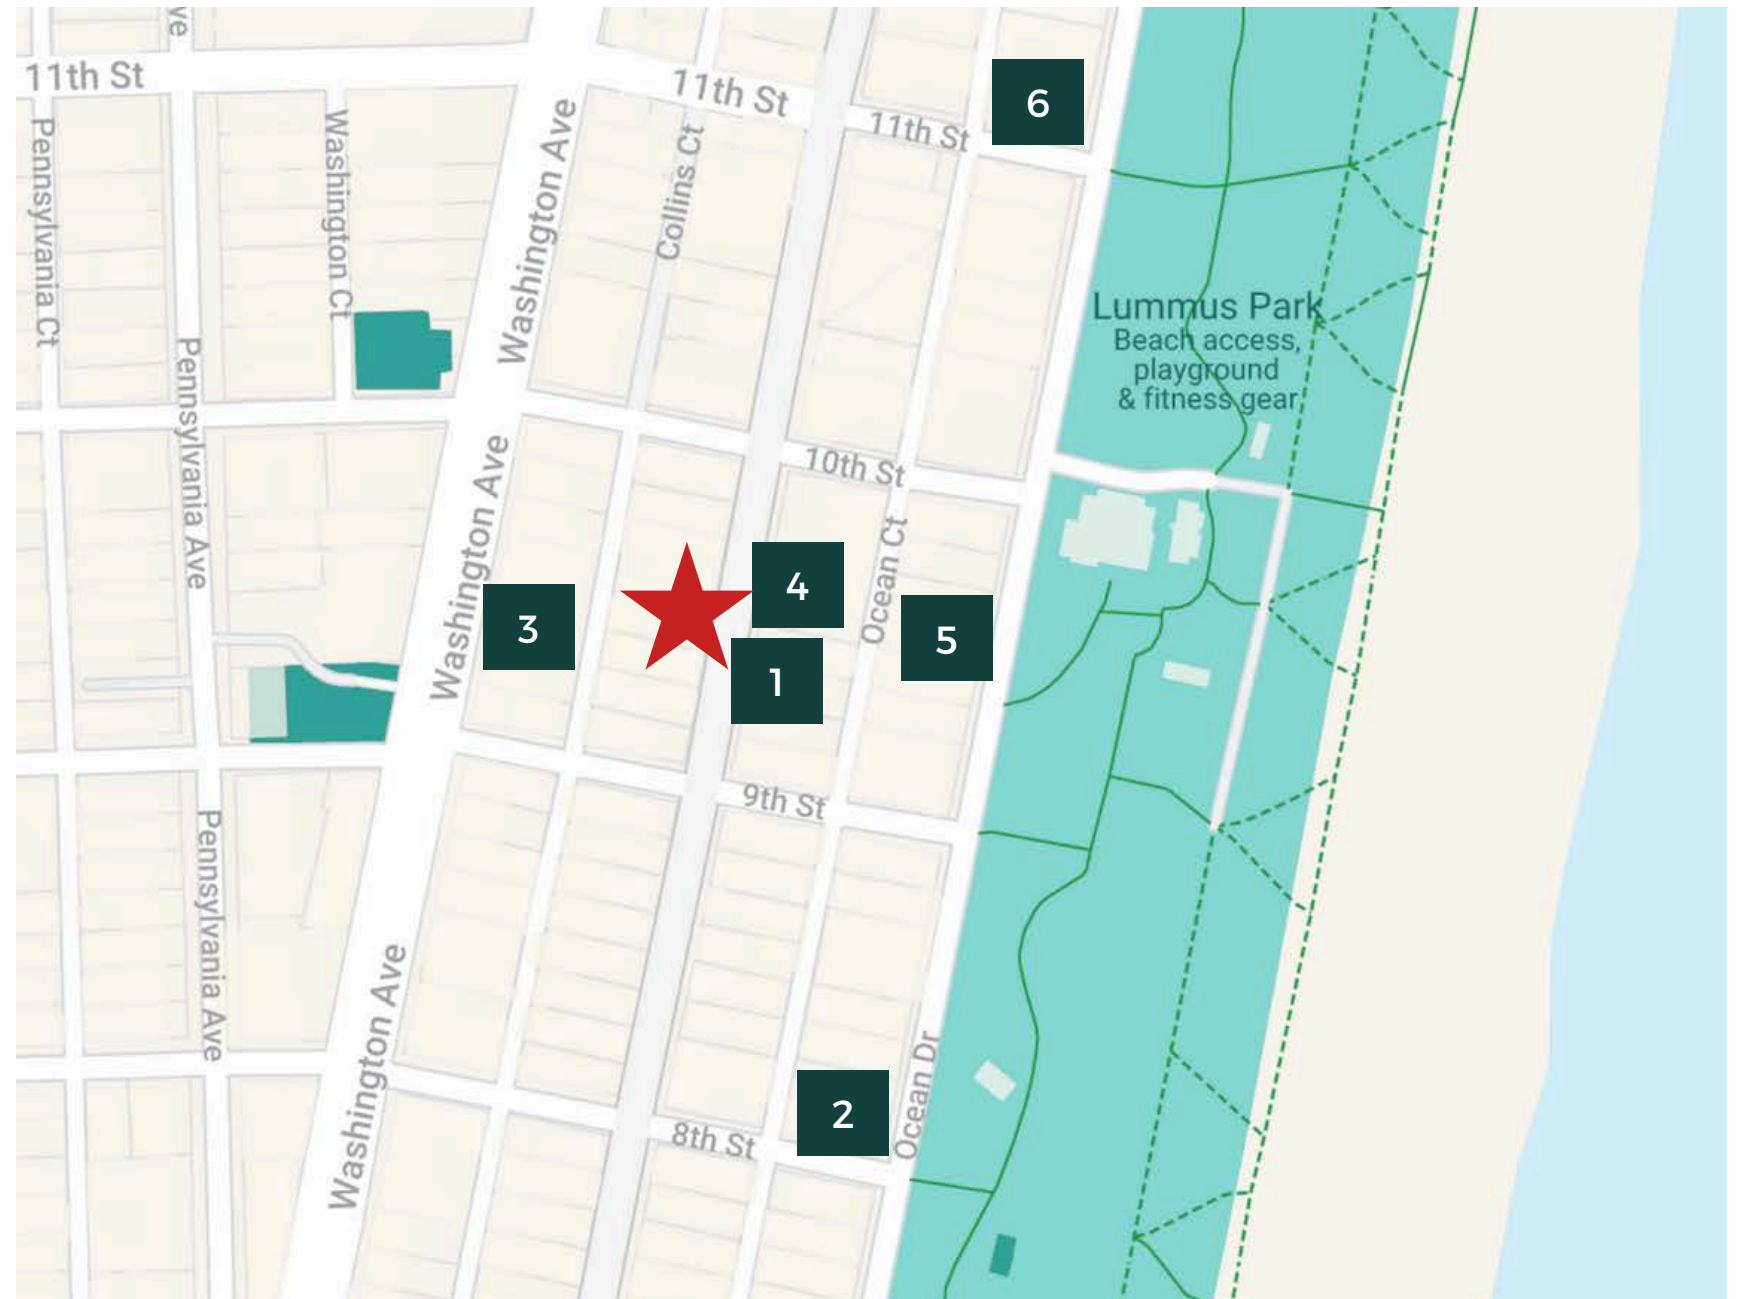 ve
11th St
11th St
11th St
6
Pennsylvania Ct
Washington Ct
Washington Ave
Collins Ct
Lummus Park
Beach access,
playground
& fitness gear
Pennsylvania Ave
Washington Ave
10th St
Ocean Ct
3
4
5
1
9th St
Pennsylvania Ave
Washington Ave
Ocean Dr
2
8th St